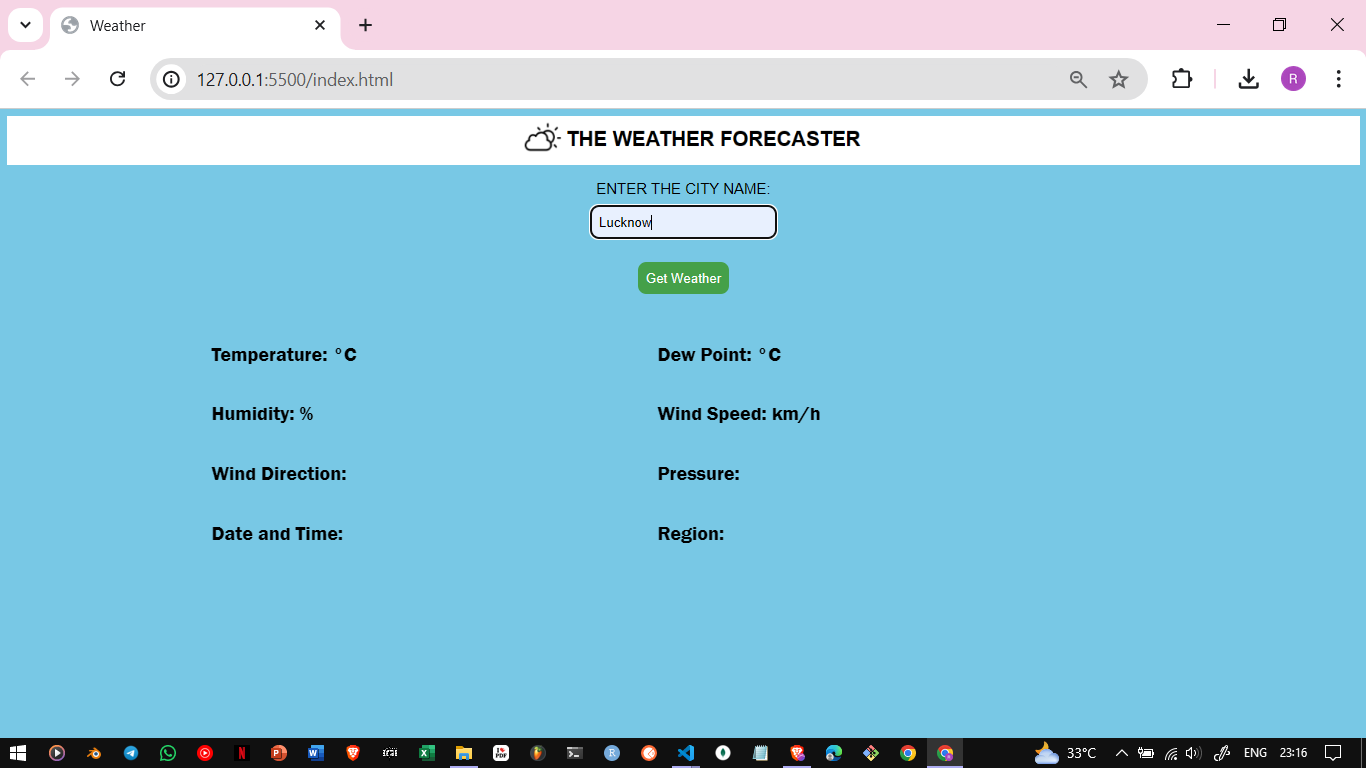 Weather
127.0.0.1:5500/index.html
R
THE WEATHER FORECASTER
ENTER THE CITY NAME:
Lucknow
Get Weather
Temperature: °C
Dew Point: °C
Humidity: %
Wind Speed: km/h
Wind Direction:
Pressure:
Date and Time:
Region:
33°C
ENG
23:16